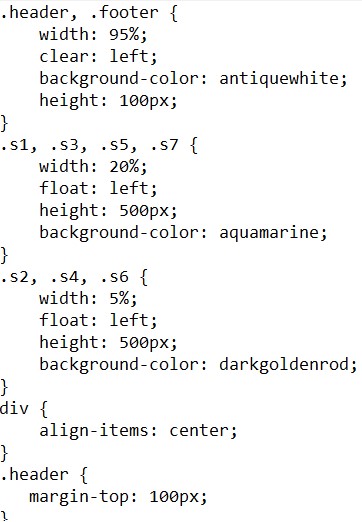 .header, .footer {
    width: 95%;
    clear: left;
    background-color: antiquewhite;
    height: 100px;
}
.s1, .s3, .s5, .s7 {
    width: 20%;
    float: left;
    height: 500px;
    background-color: aquamarine;
}
.s2, .s4, .s6 {
    width: 5%;
    float: left;
    height: 500px;
    background-color: darkgoldenrod;
}
div {
    align-items: center;
}
.header {
   margin-top: 100px;
}